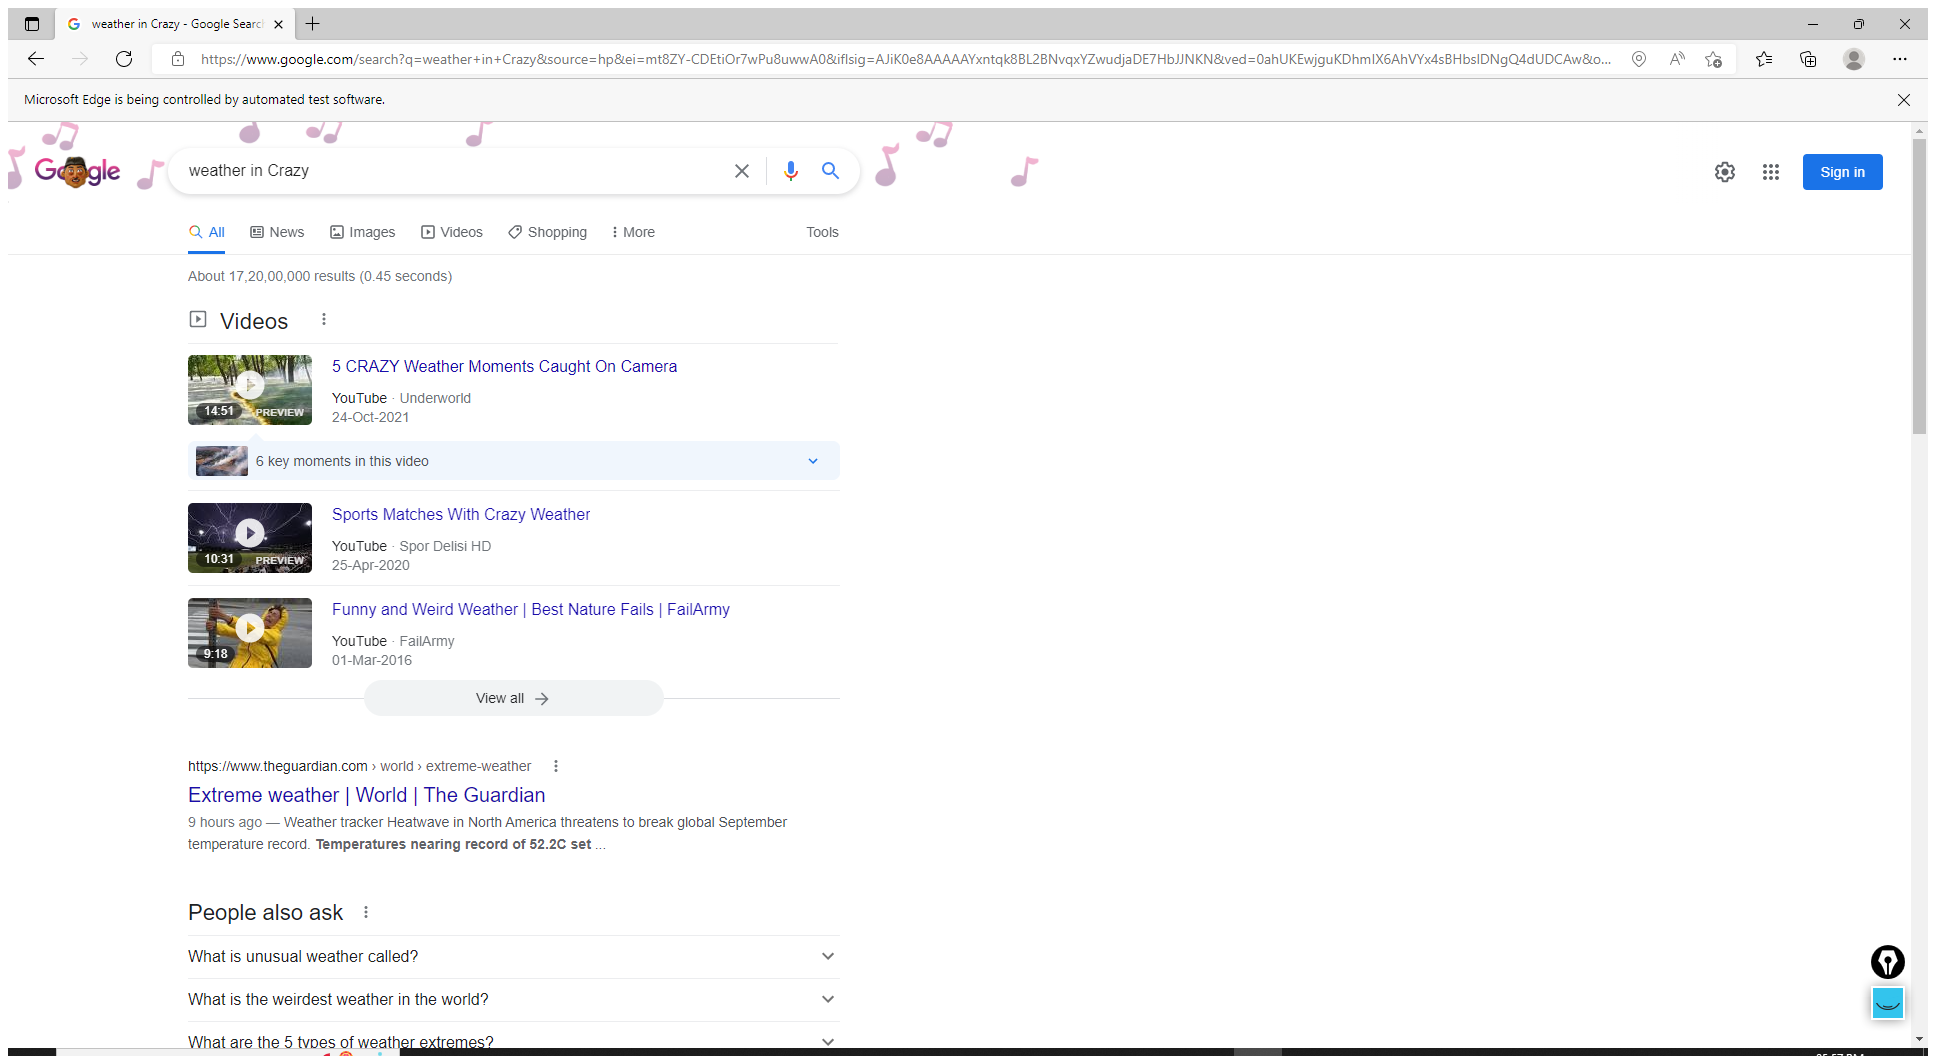 weather in Crazy - Google Searc
https://www.google.com/search?q=weather+in+Crazy&source=hp&ei=mt8ZY-CDEtiOr7wPu8uwwA0&iflsig=AJiK0e8AAAAAYxntqk8BL2BNvqxYZwudjaDE7HbJJNKN&ved=0ahUKEwjguKDhmIX6AhVYx4sBHbslDNgQ4dUDCAw&o...
Microsoft Edge is being controlled by automated test software.
Google
weather in Crazy
Sign in
All News Images Videos Shopping More Tools
About 17,20,00,000 results (0.45 seconds)
Videos
5 CRAZY Weather Moments Caught On Camera
YouTube · Underworld
14:51 PREVIEW
24-Oct-2021
6 key moments in this video
Sports Matches With Crazy Weather
YouTube · Spor Delisi HD
10:31 PREVIEW
25-Apr-2020
Funny and Weird Weather | Best Nature Fails | FailArmy
YouTube · FailArmy
9:18
01-Mar-2016
View all
https://www.theguardian.com › world › extreme-weather
Extreme weather | World | The Guardian
9 hours ago — Weather tracker Heatwave in North America threatens to break global September
temperature record. Temperatures nearing record of 52.2C set ...
People also ask
What is unusual weather called?
What is the weirdest weather in the world?
What are the 5 types of weather extremes?